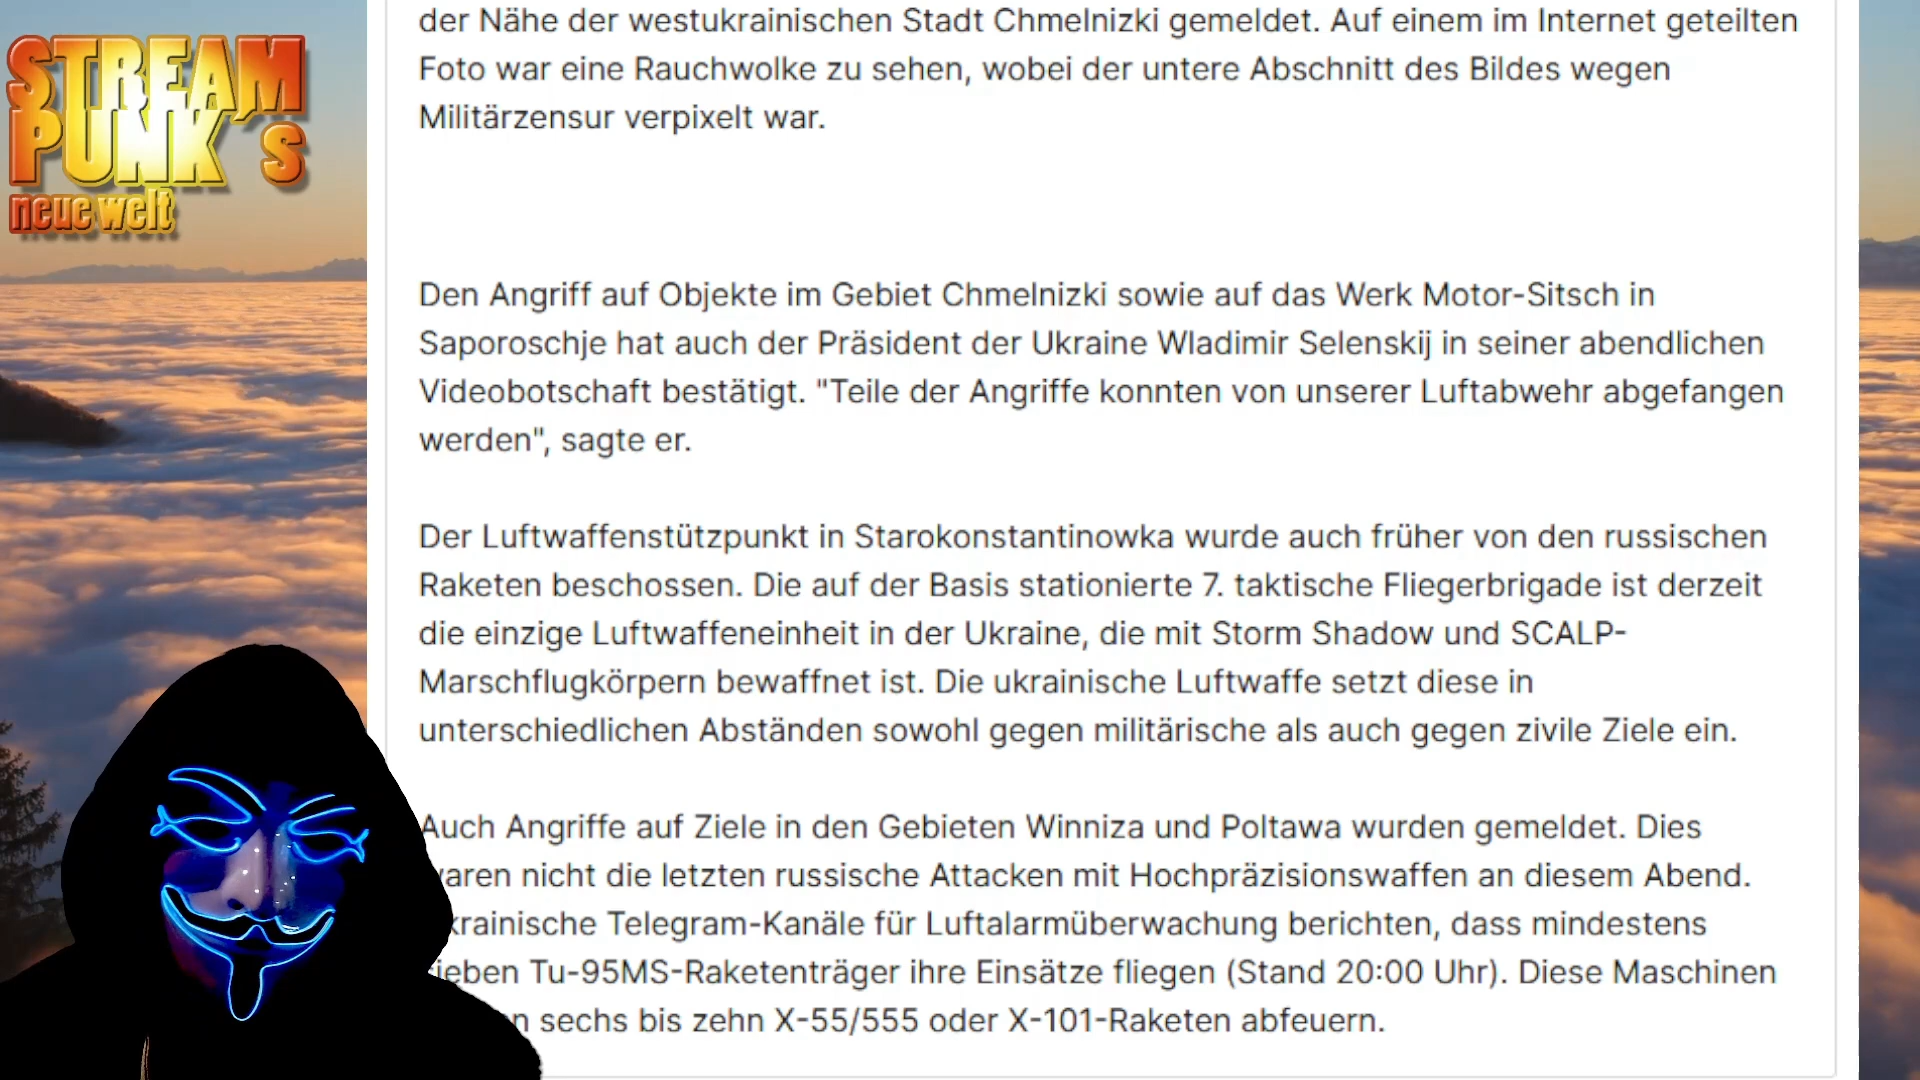 STREAM
PUNK´s
neue welt
der Nähe der westukrainischen Stadt Chmelnizki gemeldet. Auf einem im Internet geteilten
Foto war eine Rauchwolke zu sehen, wobei der untere Abschnitt des Bildes wegen
Militärzensur verpixelt war.
Den Angriff auf Objekte im Gebiet Chmelnizki sowie auf das Werk Motor-Sitsch in
Saporoschje hat auch der Präsident der Ukraine Wladimir Selenskij in seiner abendlichen
Videobotschaft bestätigt. "Teile der Angriffe konnten von unserer Luftabwehr abgefangen
werden", sagte er.
Der Luftwaffenstützpunkt in Starokonstantinowka wurde auch früher von den russischen
Raketen beschossen. Die auf der Basis stationierte 7. taktische Fliegerbrigade ist derzeit
die einzige Luftwaffeneinheit in der Ukraine, die mit Storm Shadow und SCALP-
Marschflugkörpern bewaffnet ist. Die ukrainische Luftwaffe setzt diese in
unterschiedlichen Abständen sowohl gegen militärische als auch gegen zivile Ziele ein.
Auch Angriffe auf Ziele in den Gebieten Winniza und Poltawa wurden gemeldet. Dies
waren nicht die letzten russische Attacken mit Hochpräzisionswaffen an diesem Abend.
krainische Telegram-Kanäle für Luftalarmüberwachung berichten, dass mindestens
ieben Tu-95MS-Raketenträger ihre Einsätze fliegen (Stand 20:00 Uhr). Diese Maschinen
n sechs bis zehn X-55/555 oder X-101-Raketen abfeuern.